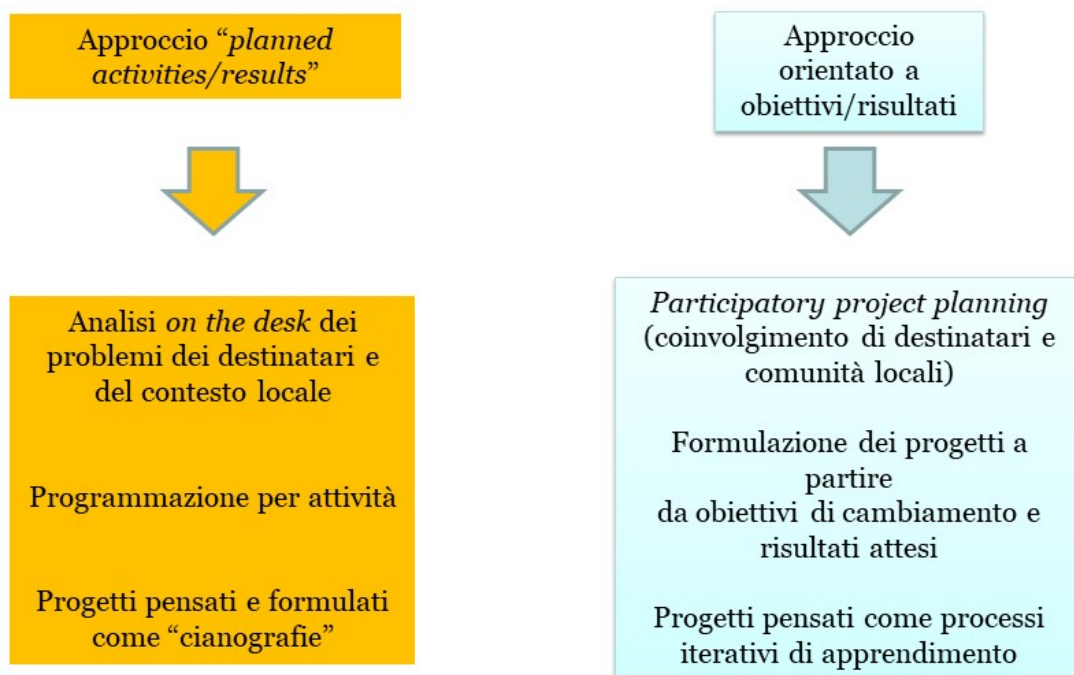 Approccio “planned
activities/results”
Approccio
orientato a
obiettivi/risultati
Analisi on the desk dei
problemi dei destinatari e
del contesto locale
Programmazione per attività
Progetti pensati e formulati
come “cianografie”
Participatory project planning
(coinvolgimento di destinatari e
comunità locali)
Formulazione dei progetti a
partire
da obiettivi di cambiamento e
risultati attesi
Progetti pensati come processi
iterativi di apprendimento